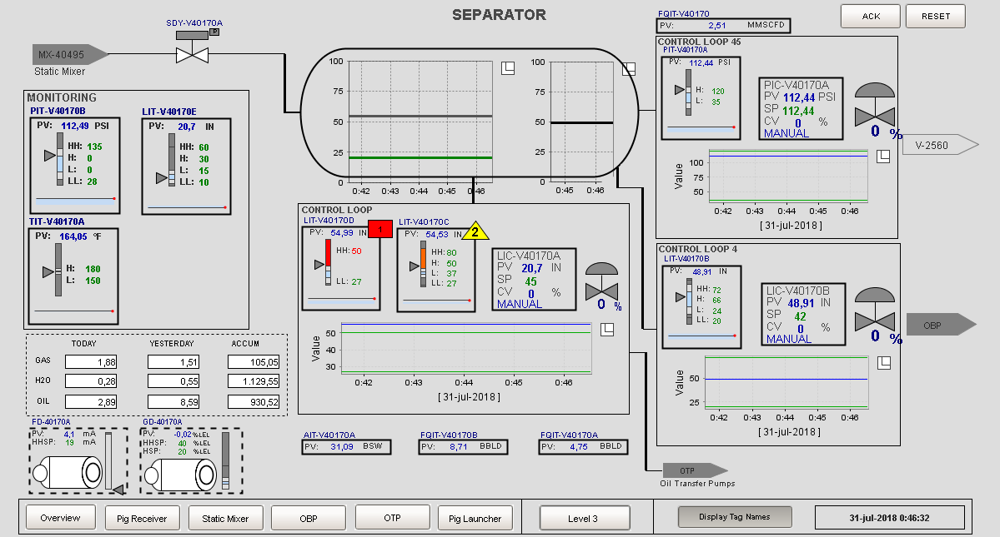 SEPARATOR
ACK
RESET
SDY-V40170A
P
MX-40495
Static Mixer
FQIT-V40170
PV: 2,51 MMSCFD
MONITORING
PIT-V40170B
PV: 112,49 PSI
HH: 135
H: 0
L: 0
LL: 28
LIT-V40170E
PV: 20,7 IN
HH: 60
H: 30
L: 15
LL: 10
TIT-V40170A
PV: 164,05 ºF
H: 180
L: 150
100
75
50
25
0
0:42 0:43 0:44 0:45 0:46
100
75
50
25
0
0:45 0:46
CONTROL LOOP 45
PIT-V40170A
PV: 112,44 PSI
H: 120
L: 35
PIC-V40170A
PV 112,44 PSI
SP 112,44
CV 0 %
MANUAL
0 %
V-2560
Value
100
75
50
0:42 0:43 0:44 0:45 0:46
[ 31-jul-2018 ]
CONTROL LOOP
LIT-V40170D
PV: 54,99 IN
1
HH: 50
LL: 27
LIT-V40170C
PV: 54,53 IN
2
HH: 80
H: 50
L: 37
LL: 27
LIC-V40170A
PV 20,7 IN
SP 45
CV 0 %
MANUAL
0 %
Value
50
40
30
0:42 0:43 0:44 0:45 0:46
[ 31-jul-2018 ]
CONTROL LOOP 4
LIT-V40170B
PV: 48,91 IN
HH: 72
H: 66
L: 24
LL: 20
LIC-V40170B
PV 48,91 IN
SP 42
CV 0 %
MANUAL
0 %
OBP
Value
50
25
0:42 0:43 0:44 0:45 0:46
[ 31-jul-2018 ]
TODAY YESTERDAY ACCUM
GAS 1,88 1,51 105,05
H2O 0,28 0,55 1.129,55
OIL 2,89 8,59 930,52
FD-40170A
PV: 4,1 mA
HHSP: 19 mA
GD-40170A
PV: -0,02 %LEL
HHSP: 40 %LEL
HSP: 20 %LEL
AIT-V40170A
PV: 31,09 BSW
FQIT-V40170B
PV: 8,71 BBLD
FQIT-V40170A
PV: 4,75 BBLD
OTP
Oil Transfer Pumps
Overview
Pig Receiver
Static Mixer
OBP
OTP
Pig Launcher
Level 3
Display Tag Names
31-jul-2018 0:46:32